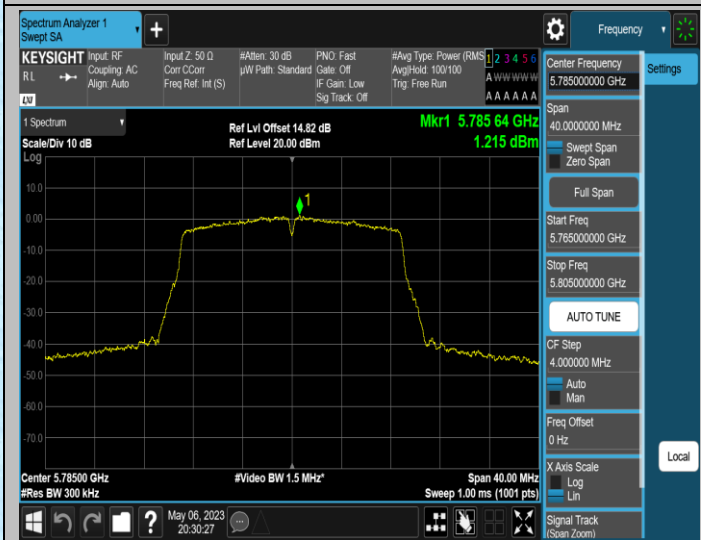 Spectrum Analyzer 1
Swept SA
+
Frequency
KEYSIGHT
RL
LXI
Input: RF
Coupling: AC
Align: Auto
Input Z: 50 Ω
Corr CCorr
Freq Ref: Int (S)
#Atten: 30 dB
µW Path: Standard
PNO: Fast
Gate: Off
IF Gain: Low
Sig Track: Off
#Avg Type: Power (RMS
Avg|Hold: 100/100
Trig: Free Run
1 2 3 4 5 6
A W W W W W
A A A A A A
1 Spectrum
Scale/Div 10 dB
Log
Ref Lvl Offset 14.82 dB
Ref Level 20.00 dBm
Mkr1 5.785 64 GHz
1.215 dBm
1
10.0
0.00
-10.0
-20.0
-30.0
-40.0
-50.0
-60.0
-70.0
Center 5.78500 GHz
#Res BW 300 kHz
#Video BW 1.5 MHz*
Span 40.00 MHz
Sweep 1.00 ms (1001 pts)
?
May 06, 2023
20:30:27
Center Frequency
5.785000000 GHz
Settings
Span
40.0000000 MHz
Swept Span
Zero Span
Full Span
Start Freq
5.765000000 GHz
Stop Freq
5.805000000 GHz
AUTO TUNE
CF Step
4.000000 MHz
Auto
Man
Freq Offset
0 Hz
X Axis Scale
Log
Lin
Signal Track
(Span Zoom)
Local